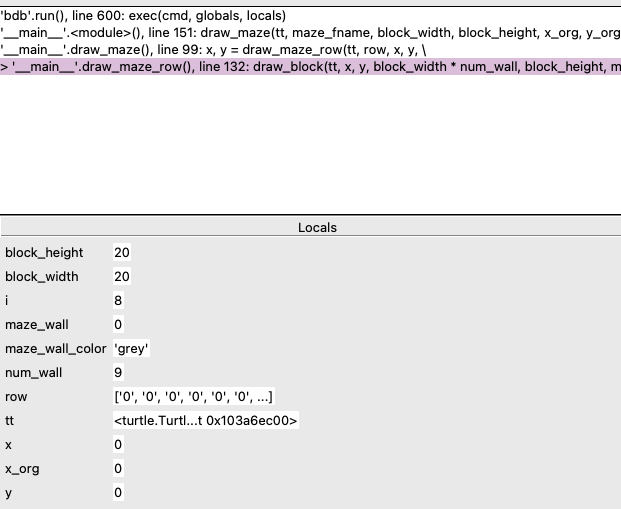 'bdb'.run(), line 600: exec(cmd, globals, locals)
'__main__'.<module>(), line 151: draw_maze(tt, maze_fname, block_width, block_height, x_org, y_org
'__main__'.draw_maze(), line 99: x, y = draw_maze_row(tt, row, x, y, \
> '__main__'.draw_maze_row(), line 132: draw_block(tt, x, y, block_width * num_wall, block_height, m
Locals
block_height 20
block_width 20
i 8
maze_wall 0
maze_wall_color 'grey'
num_wall 9
row ['0', '0', '0', '0', '0', '0', ...]
tt <turtle.Turtl...t 0x103a6ec00>
x 0
x_org 0
y 0